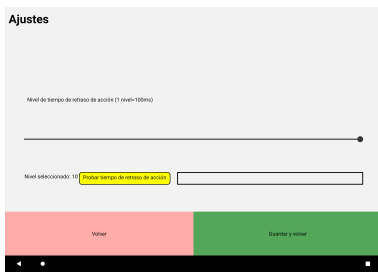 Ajustes
Nivel de tiempo de retraso de acción (1 nivel=100ms)
Nivel seleccionado: 10 Probar tiempo de retraso de acción
Volver Guardar y volver